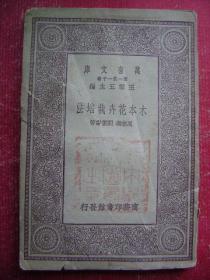 萬有文庫
第一集一千種
王雲五主編
木本花卉栽培法
商務印書館發行